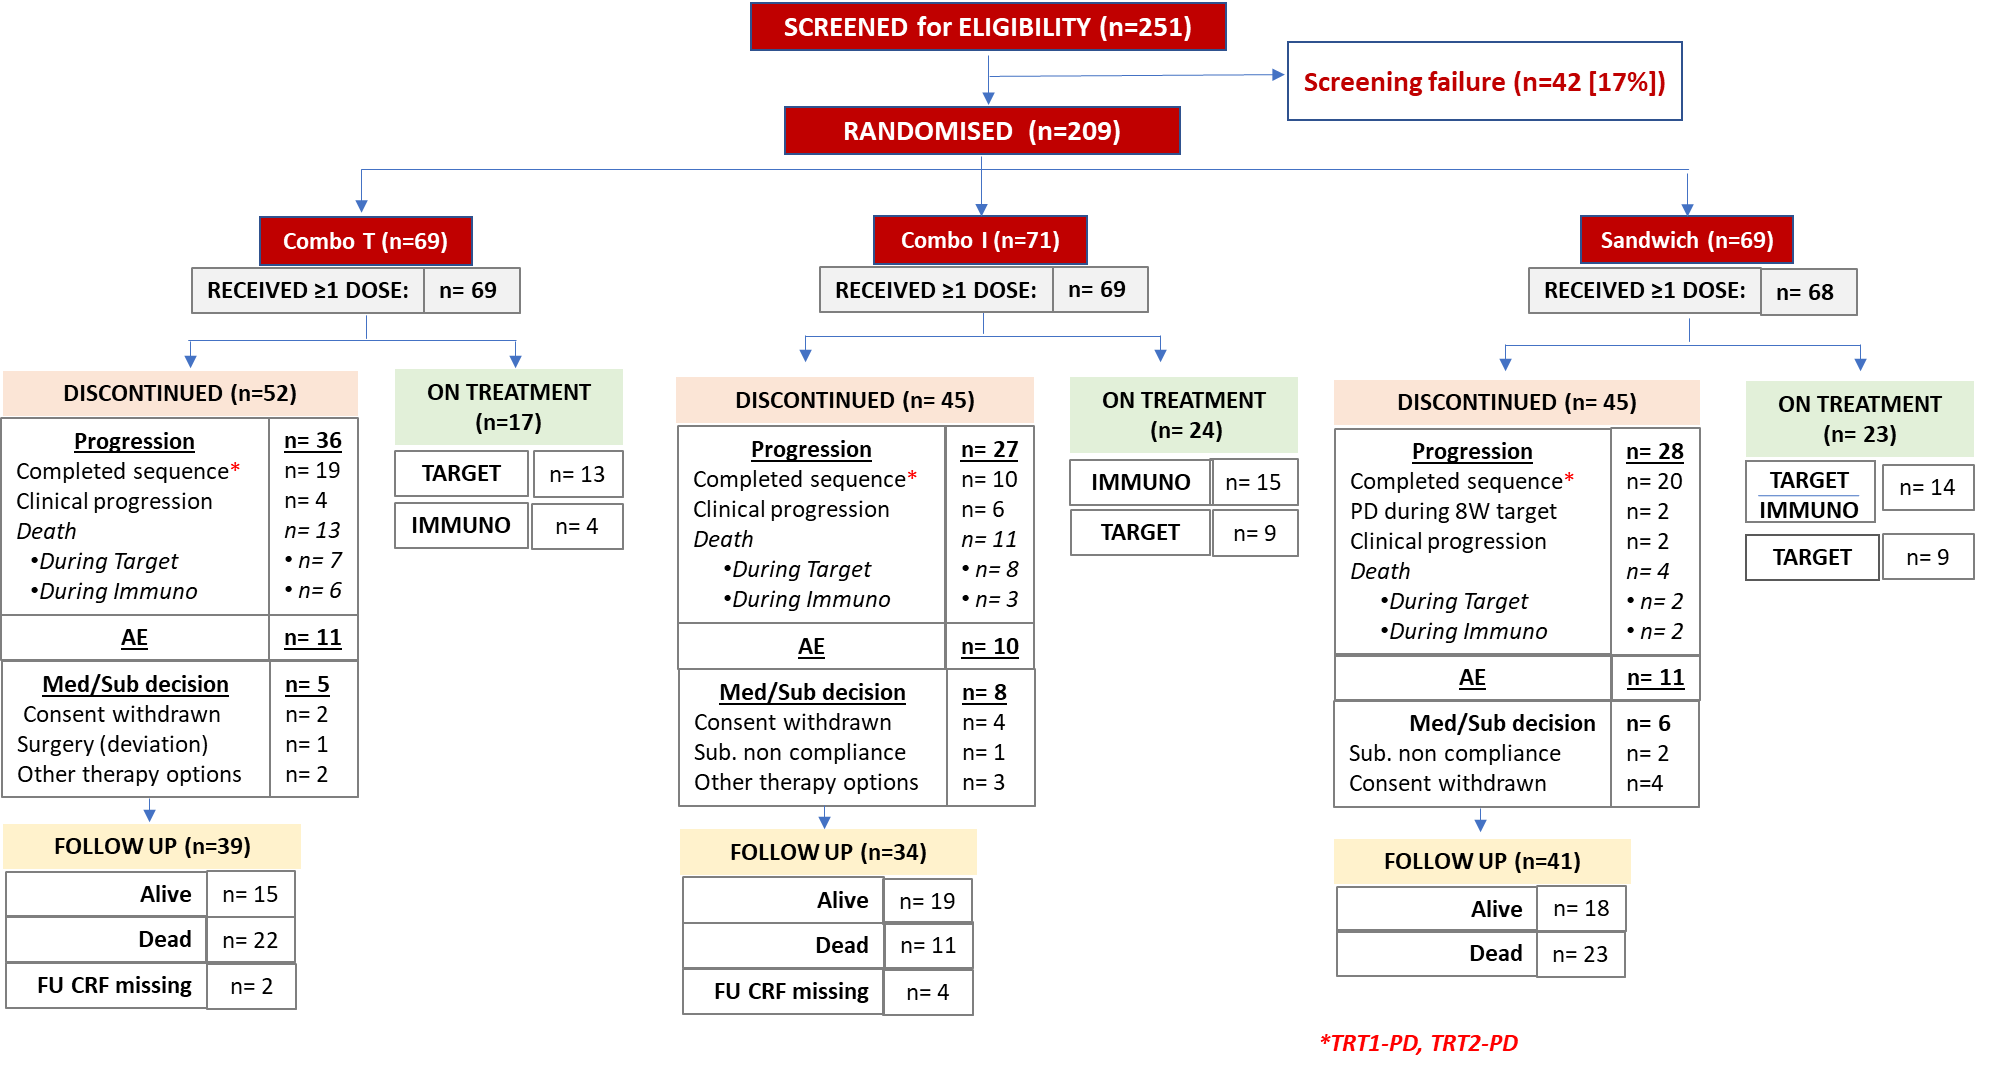 SCREENED for ELIGIBILITY (n=251)
Screening failure (n=42 [17%])
RANDOMISED (n=209)
Combo T (n=69)
RECEIVED ≥1 DOSE: n= 69
DISCONTINUED (n=52)
Progression n= 36
Completed sequence* n= 19
Clinical progression n= 4
Death n= 13
•During Target • n= 7
•During Immuno • n= 6
AE n= 11
Med/Sub decision n= 5
Consent withdrawn n= 2
Surgery (deviation) n= 1
Other therapy options n= 2
ON TREATMENT
(n=17)
TARGET n= 13
IMMUNO n= 4
FOLLOW UP (n=39)
Alive n= 15
Dead n= 22
FU CRF missing n= 2
Combo I (n=71)
RECEIVED ≥1 DOSE: n= 69
DISCONTINUED (n= 45)
Progression n= 27
Completed sequence* n= 10
Clinical progression n= 6
Death n= 11
•During Target • n= 8
•During Immuno • n= 3
AE n= 10
Med/Sub decision n= 8
Consent withdrawn n= 4
Sub. non compliance n= 1
Other therapy options n= 3
ON TREATMENT
(n= 24)
IMMUNO n= 15
TARGET n= 9
FOLLOW UP (n=34)
Alive n= 19
Dead n= 11
FU CRF missing n= 4
Sandwich (n=69)
RECEIVED ≥1 DOSE: n= 68
DISCONTINUED (n= 45)
Progression n= 28
Completed sequence* n= 20
PD during 8W target n= 2
Clinical progression n= 2
Death n= 4
•During Target • n= 2
•During Immuno • n= 2
AE n= 11
Med/Sub decision n= 6
Sub. non compliance n= 2
Consent withdrawn n=4
ON TREATMENT
(n= 23)
TARGET
IMMUNO n= 14
TARGET n= 9
FOLLOW UP (n=41)
Alive n= 18
Dead n= 23
*TRT1-PD, TRT2-PD